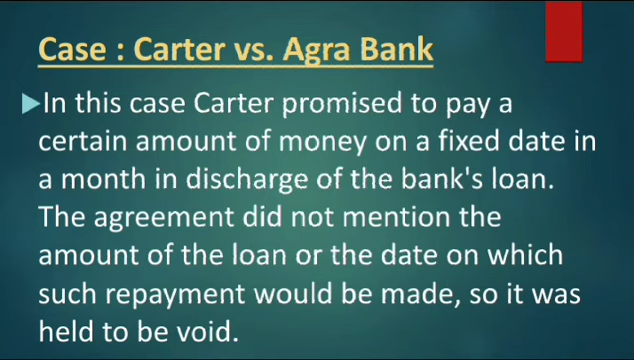 Case : Carter vs. Agra Bank
In this case Carter promised to pay a
certain amount of money on a fixed date in
a month in discharge of the bank's loan.
The agreement did not mention the
amount of the loan or the date on which
such repayment would be made, so it was
held to be void.